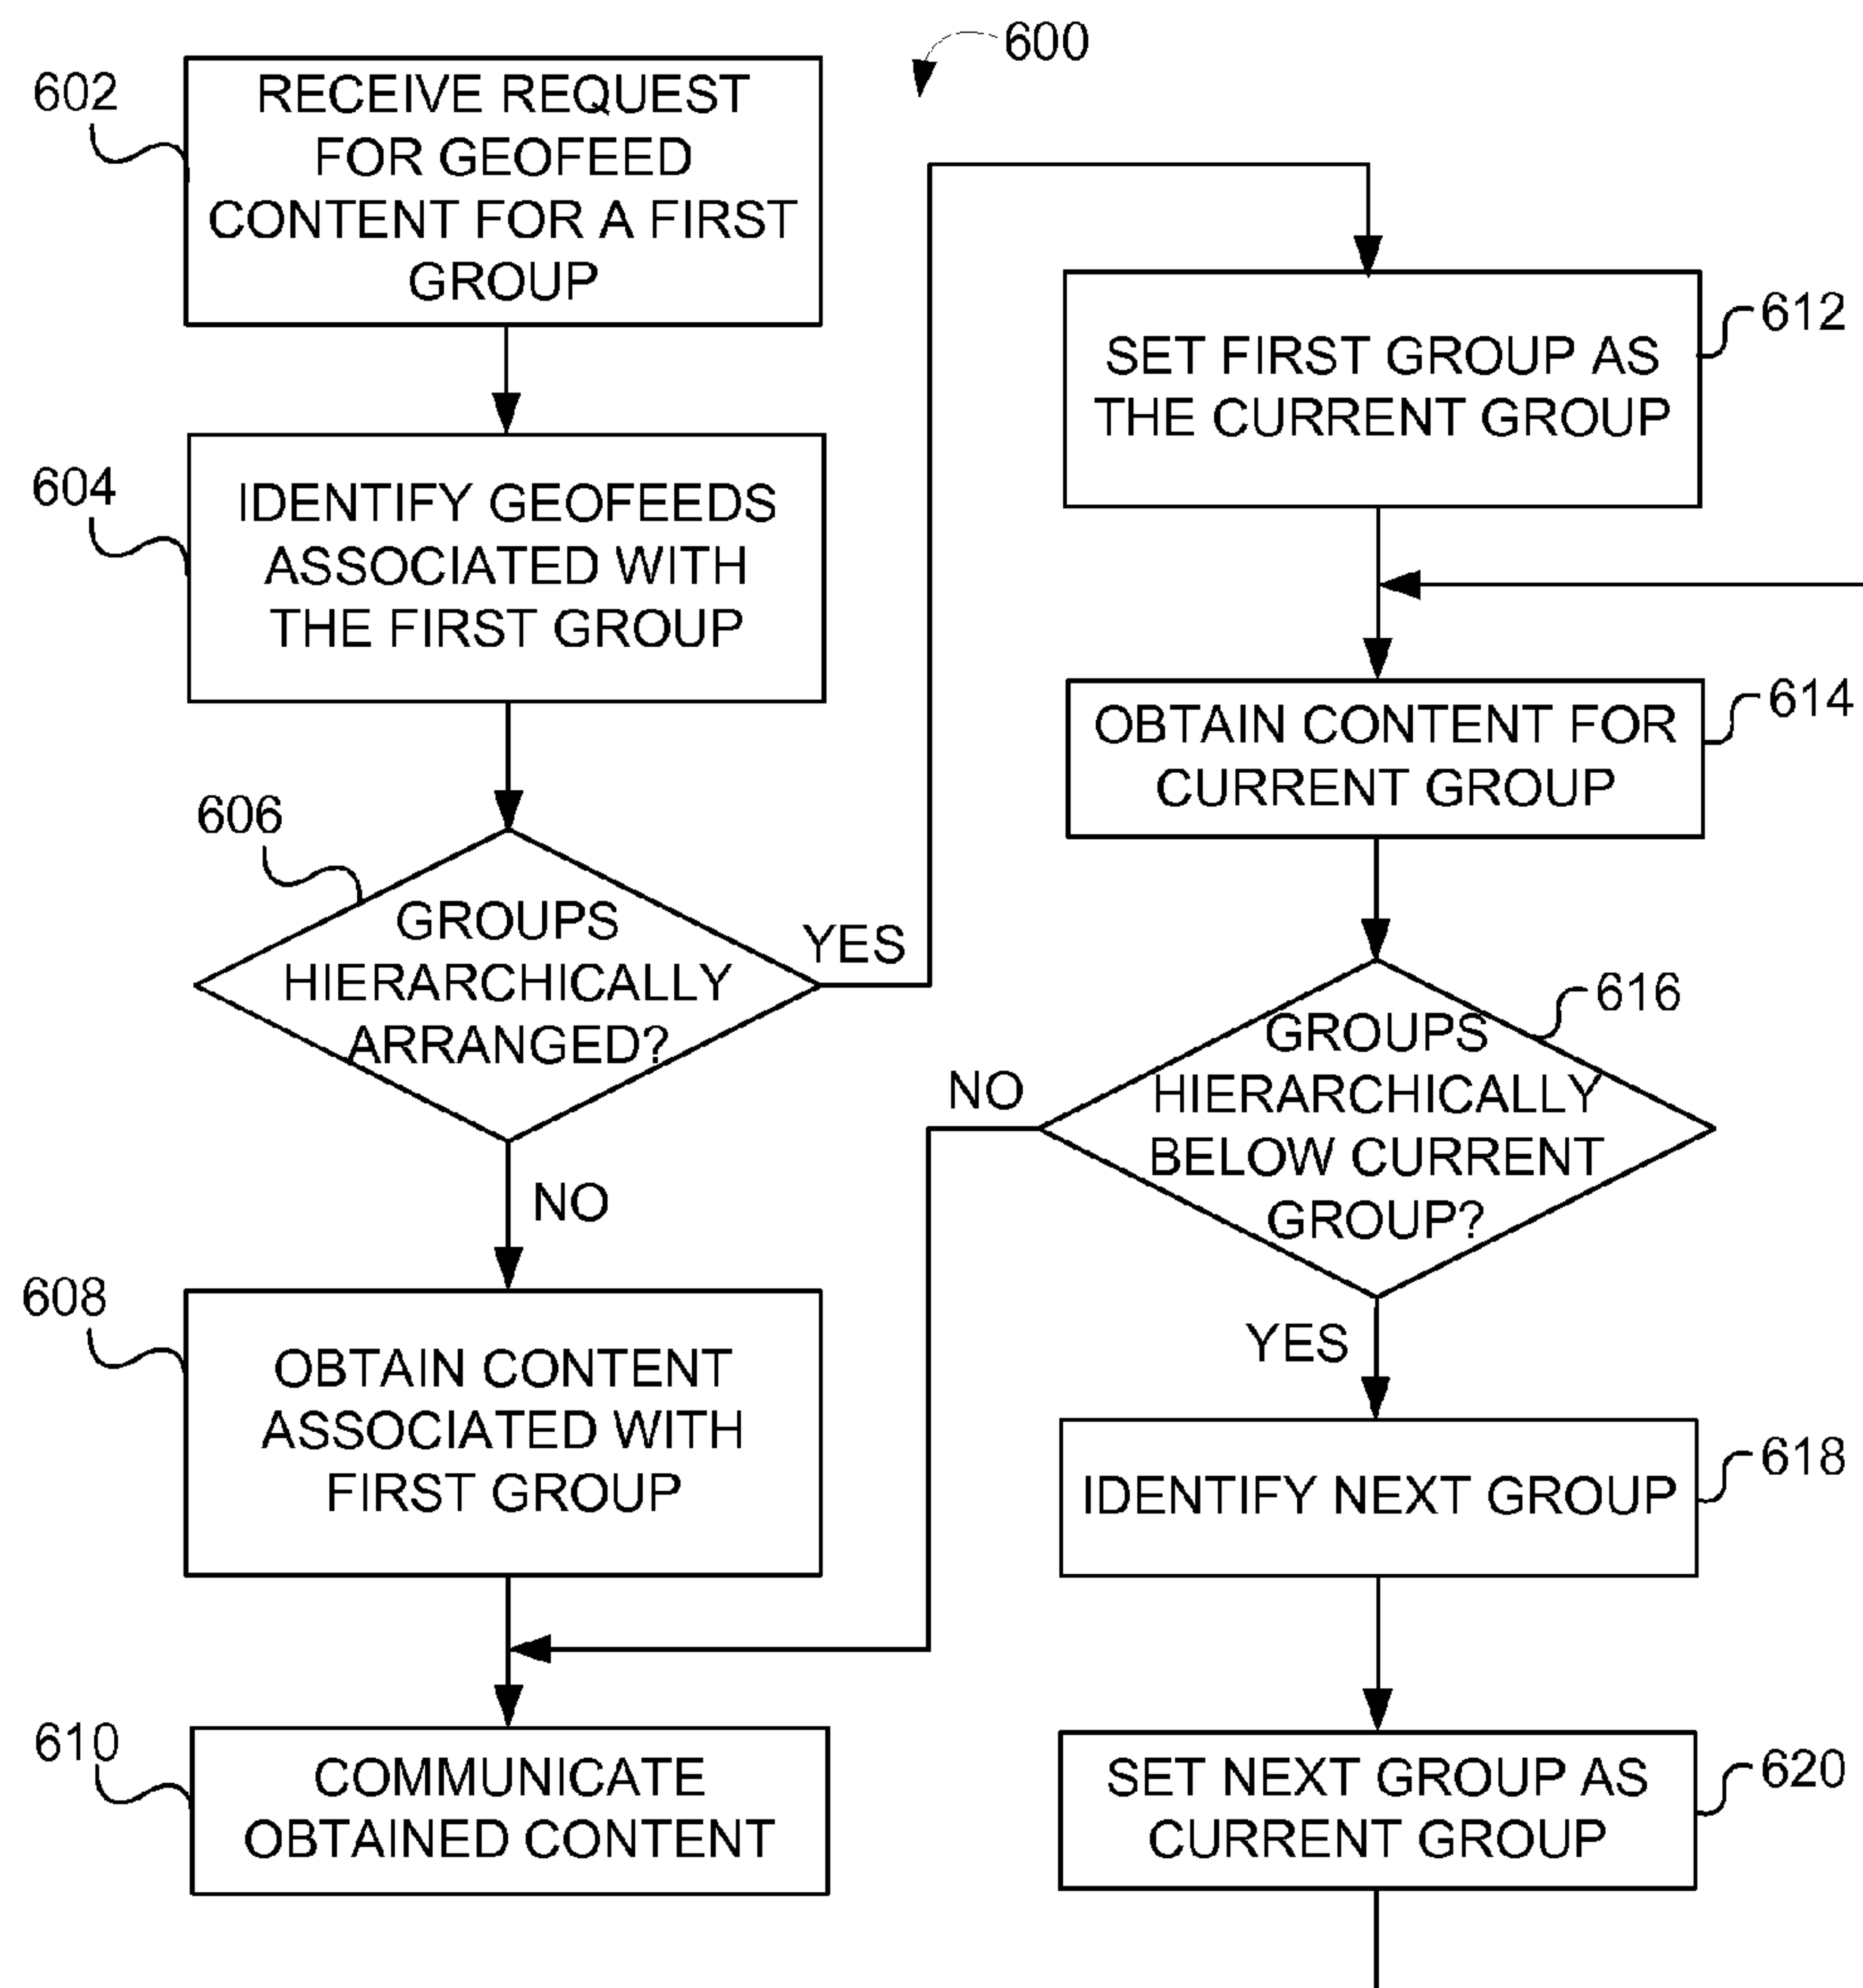 600
602
RECEIVE REQUEST
FOR GEOFEED
CONTENT FOR A FIRST
GROUP
604
IDENTIFY GEOFEEDS
ASSOCIATED WITH
THE FIRST GROUP
606
GROUPS
HIERARCHICALLY
ARRANGED?
YES
NO
608
OBTAIN CONTENT
ASSOCIATED WITH
FIRST GROUP
610
COMMUNICATE
OBTAINED CONTENT
612
SET FIRST GROUP AS
THE CURRENT GROUP
614
OBTAIN CONTENT FOR
CURRENT GROUP
616
GROUPS
HIERARCHICALLY
BELOW CURRENT
GROUP?
NO
YES
618
IDENTIFY NEXT GROUP
620
SET NEXT GROUP AS
CURRENT GROUP